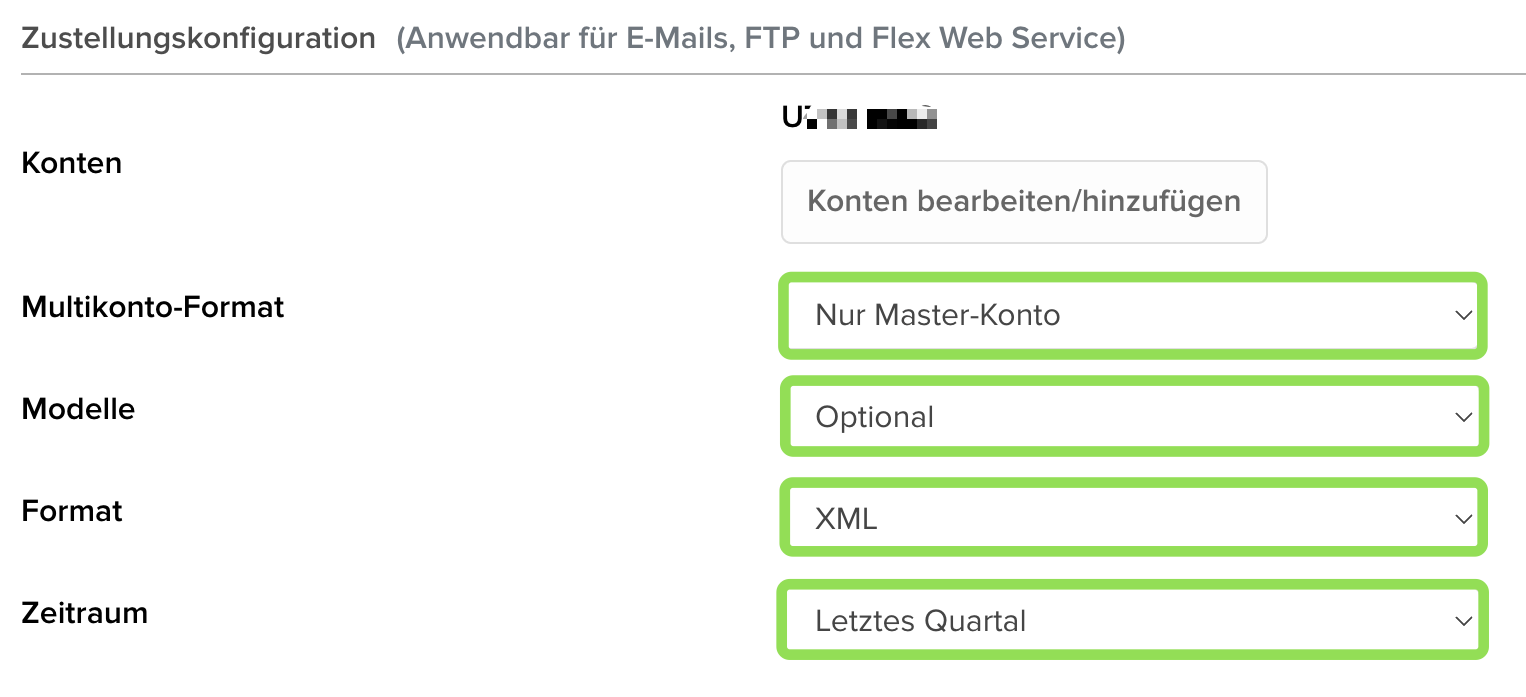 Zustellungskonfiguration (Anwendbar für E-Mails, FTP und Flex Web Service)
Konten
Konten bearbeiten/hinzufügen
Multikonto-Format
Nur Master-Konto
Modelle
Optional
Format
XML
Zeitraum
Letztes Quartal